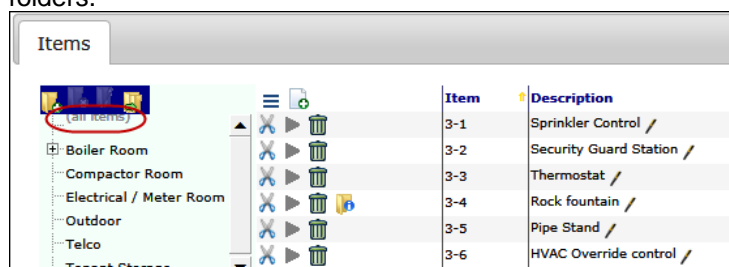 folders.
Items
Item Description
(all items)
3-1 Sprinkler Control
Boiler Room
3-2 Security Guard Station
Compactor Room
3-3 Thermostat
Electrical / Meter Room
3-4 Rock fountain
Outdoor
3-5 Pipe Stand
Telco
3-6 HVAC Override control
Tenant Storage